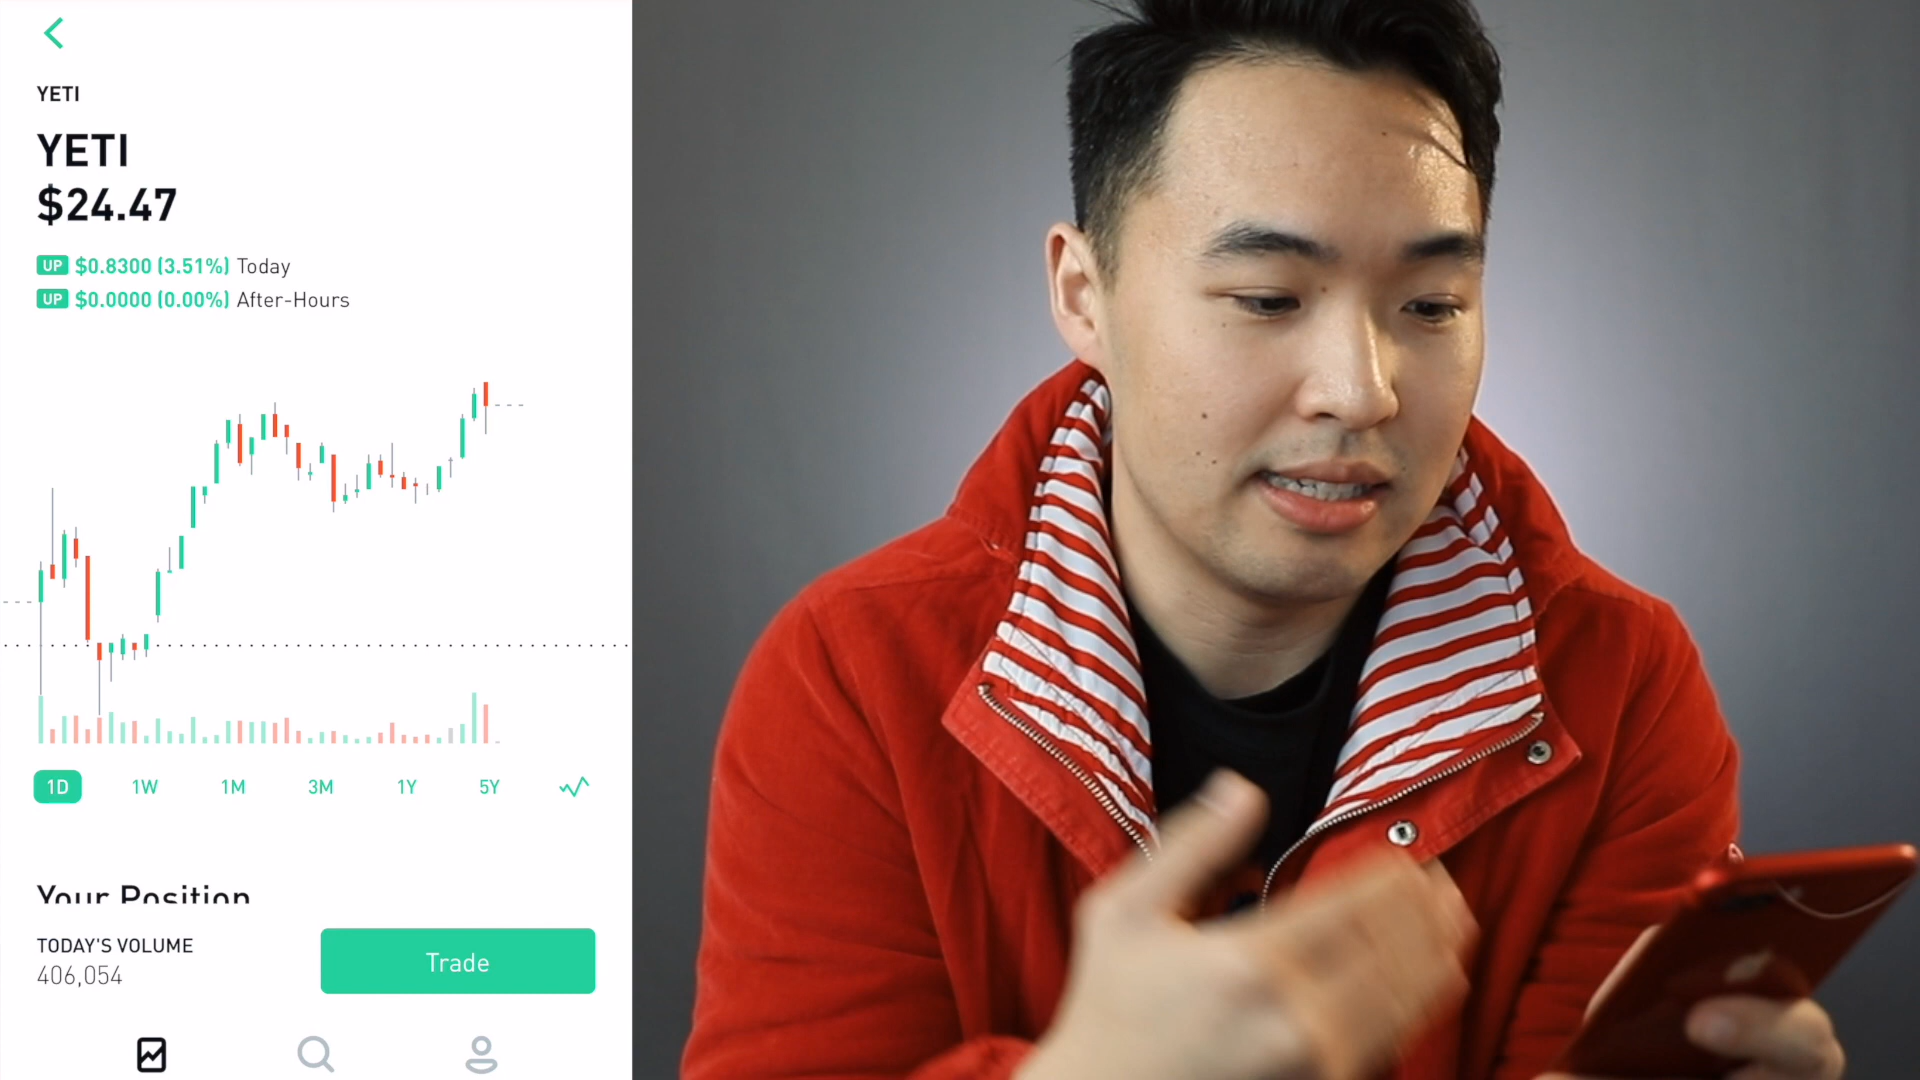 YETI
YETI
$24.47
UP $0.8300 (3.51%) Today
UP $0.0000 (0.00%) After-Hours
1D 1W 1M 3M 1Y 5Y
Your Position
TODAY'S VOLUME
406,054
Trade